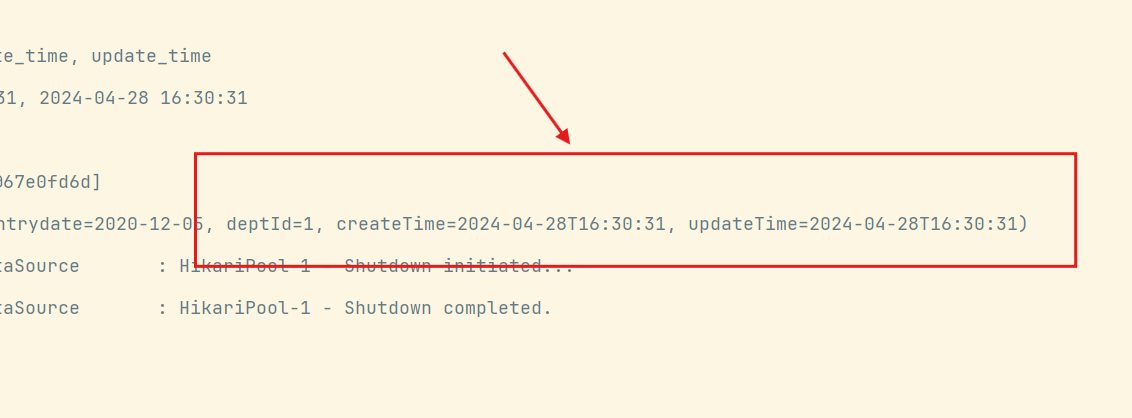 te_time, update_time
31, 2024-04-28 16:30:31
067e0fd6d]
ntrydate=2020-12-05, deptId=1, createTime=2024-04-28T16:30:31, updateTime=2024-04-28T16:30:31)
taSource : HikariPool-1 - Shutdown initiated...
taSource : HikariPool-1 - Shutdown completed.